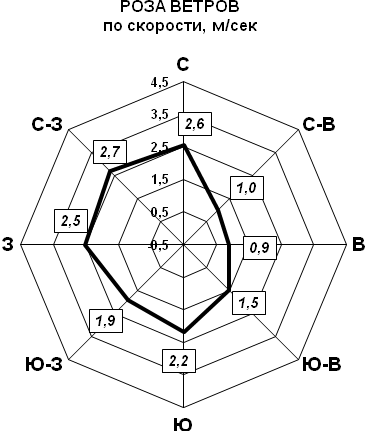 РОЗА ВЕТРОВ
по скорости, м/сек
С
4,5
С-З
3,5
2,6
С-В
2,7
2,5
1,5
1,0
2,5
0,5
З
-0,5
0,9
В
1,9
1,5
Ю-З
2,2
Ю-В
Ю